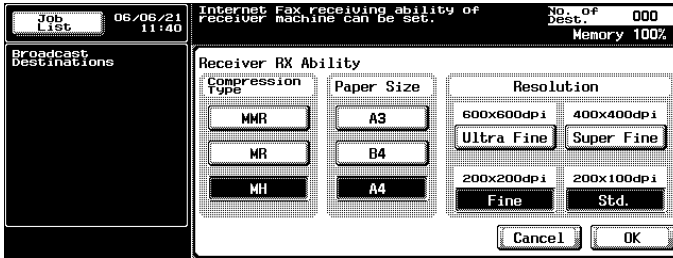 Job
List
06/06/21
11:40
Internet Fax receiving ability of
receiver machine can be set.
No. of
Dest.
000
Memory 100%
Broadcast
Destinations
Receiver RX Ability
Compression
Type
Paper Size
Resolution
MMR
A3
600x600dpi
400x400dpi
Ultra Fine
Super Fine
MR
B4
MH
A4
200x200dpi
200x100dpi
Fine
Std.
Cancel
OK